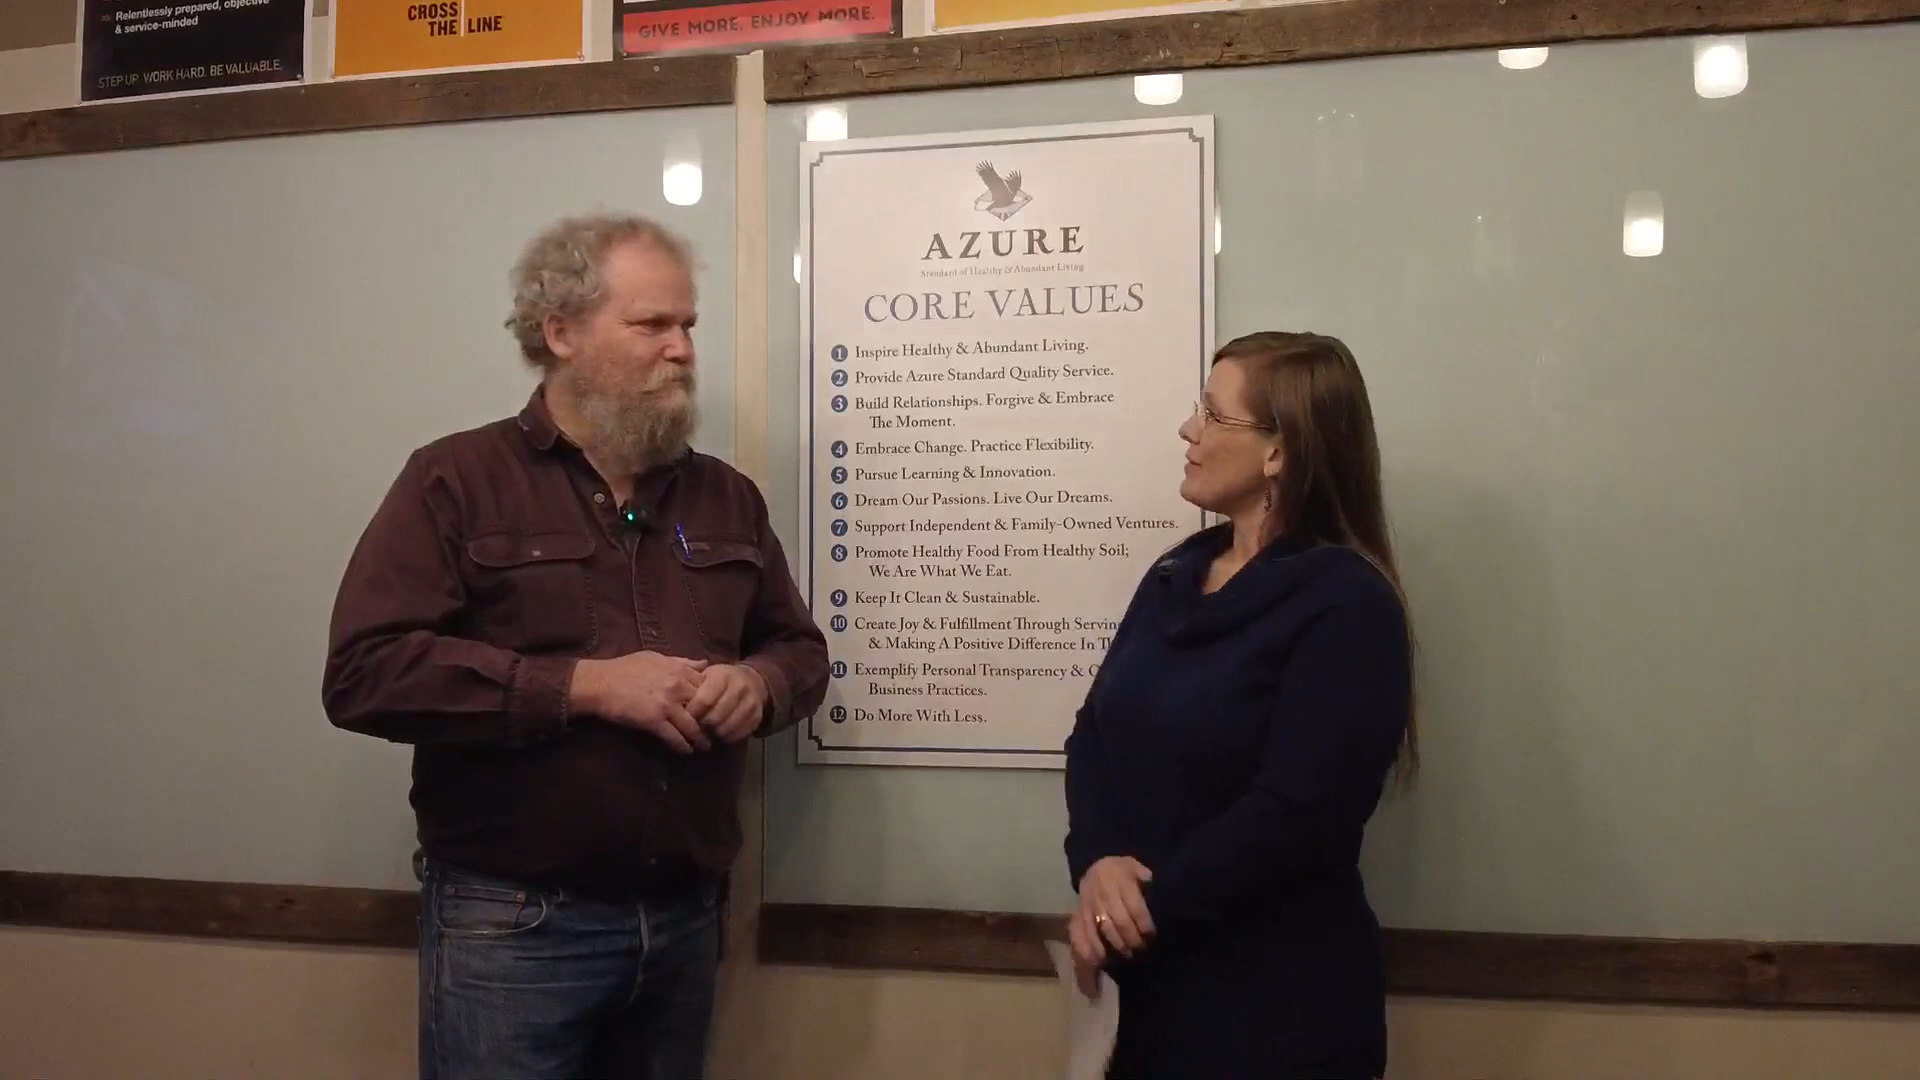 Relentlessly prepared, objective
& service-minded
STEP UP. WORK HARD. BE VALUABLE.
CROSS
THE LINE
GIVE MORE. ENJOY MORE.
AZURE
Standard of Healthy & Abundant Living
CORE VALUES
1 Inspire Healthy & Abundant Living.
2 Provide Azure Standard Quality Service.
3 Build Relationships. Forgive & Embrace
The Moment.
4 Embrace Change. Practice Flexibility.
5 Pursue Learning & Innovation.
6 Dream Our Passions. Live Our Dreams.
7 Support Independent & Family-Owned Ventures.
8 Promote Healthy Food From Healthy Soil;
We Are What We Eat.
9 Keep It Clean & Sustainable.
10 Create Joy & Fulfillment Through Servin
& Making A Positive Difference In
11 Exemplify Personal Transparency &
Business Practices.
12 Do More With Less.